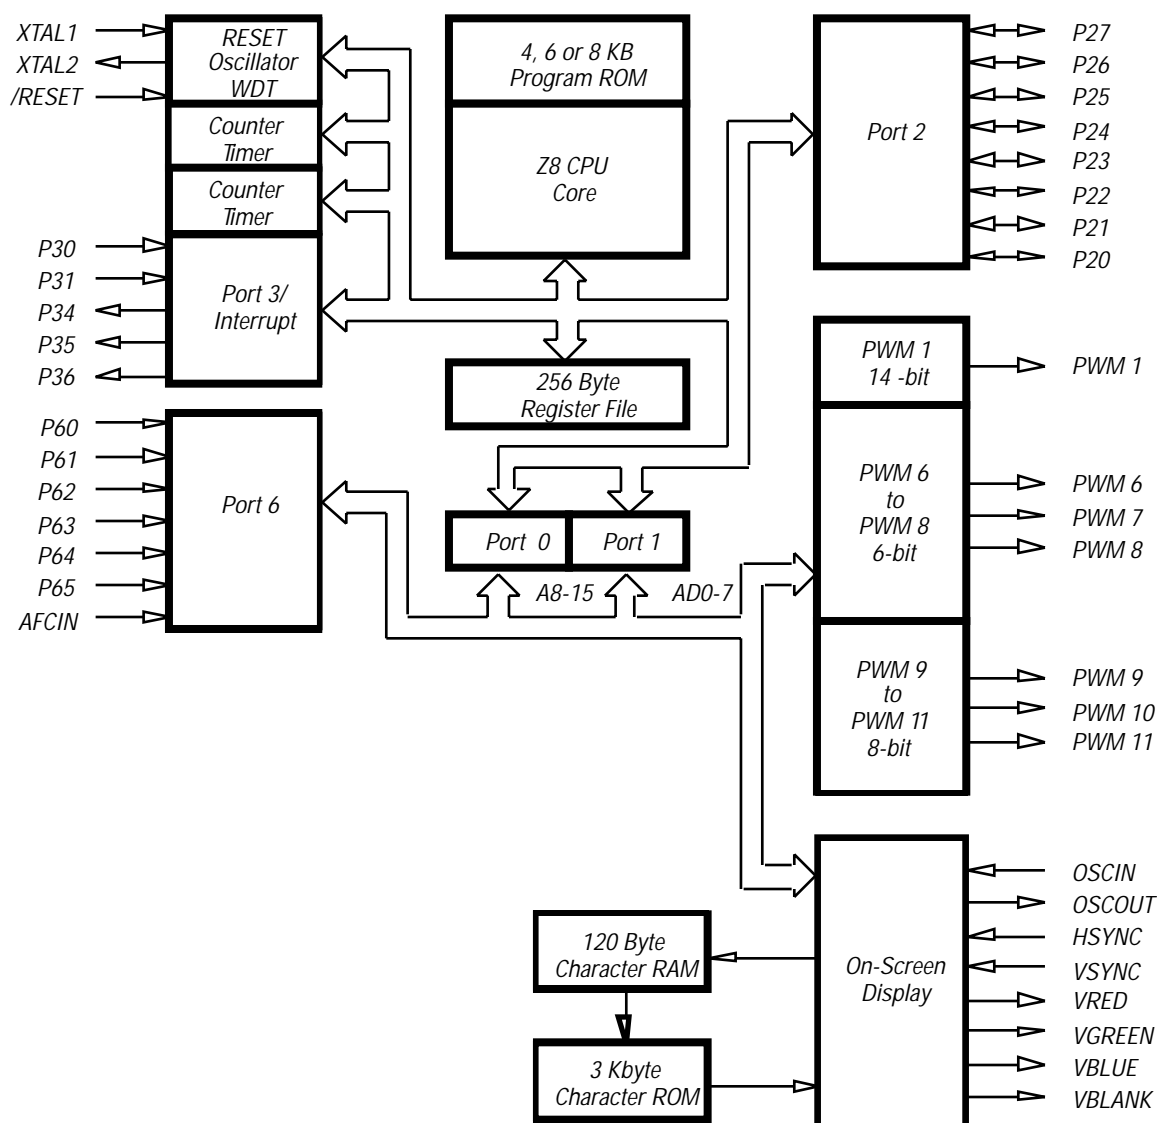 XTAL1
XTAL2
/RESET
RESET
Oscillator
WDT
Counter
Timer
Counter
Timer
P30
P31
P34
P35
P36
Port 3/
Interrupt
P60
P61
P62
P63
P64
P65
AFCIN
Port 6
4, 6 or 8 KB
Program ROM
Z8 CPU
Core
256 Byte
Register File
Port 0
Port 1
A8-15
AD0-7
Port 2
P27
P26
P25
P24
P23
P22
P21
P20
PWM 1
14 -bit
PWM 1
PWM 6
to
PWM 8
6-bit
PWM 6
PWM 7
PWM 8
PWM 9
to
PWM 11
8-bit
PWM 9
PWM 10
PWM 11
120 Byte
Character RAM
3 Kbyte
Character ROM
On-Screen
Display
OSCIN
OSCOUT
HSYNC
VSYNC
VRED
VGREEN
VBLUE
VBLANK